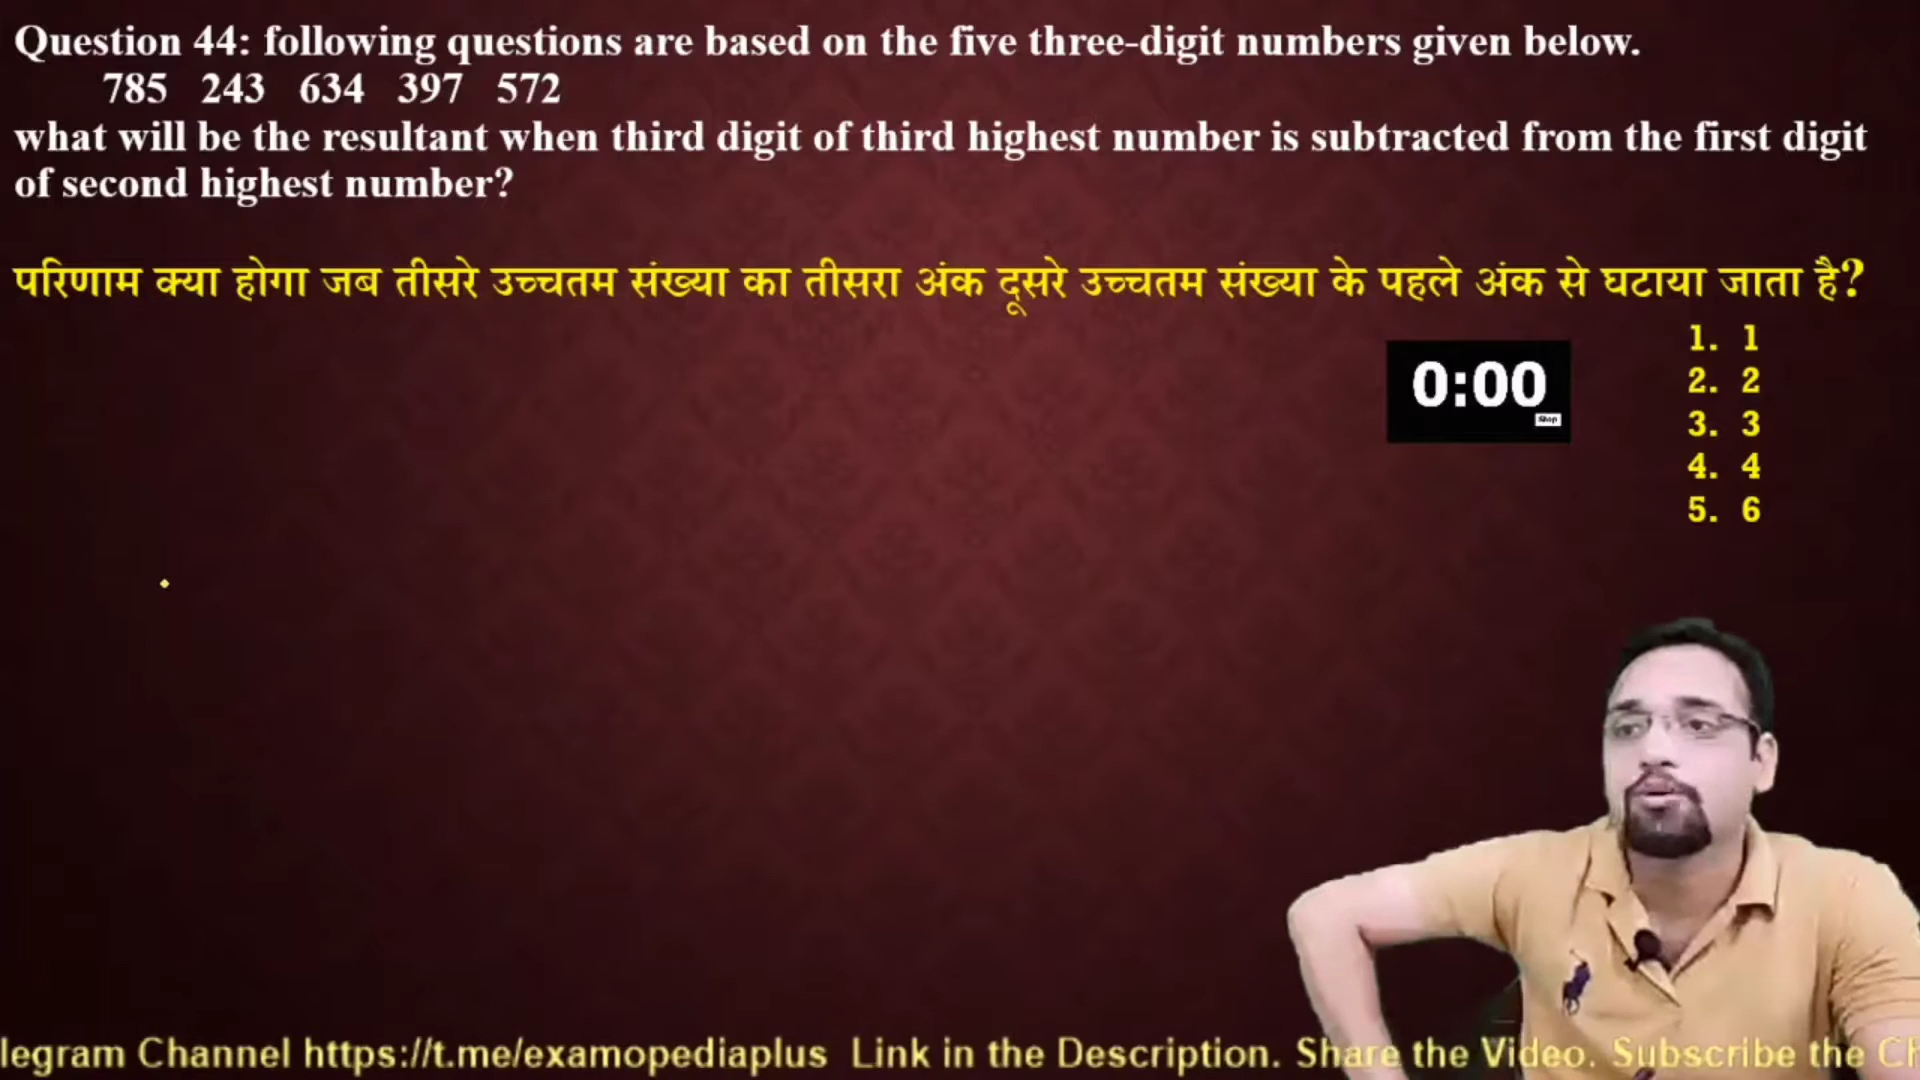 Question 44: following questions are based on the five three-digit numbers given below.
785 243 634 397 572
what will be the resultant when third digit of third highest number is subtracted from the first digit
of second highest number?
परिणाम क्या होगा जब तीसरे उच्चतम संख्या का तीसरा अंक दूसरे उच्चतम संख्या के पहले अंक से घटाया जाता है?
0:00
1. 1
2. 2
3. 3
4. 4
5. 6
legram Channel https://t.me/examopediaplus Link in the Description. Share the Video. Subscribe the Ch